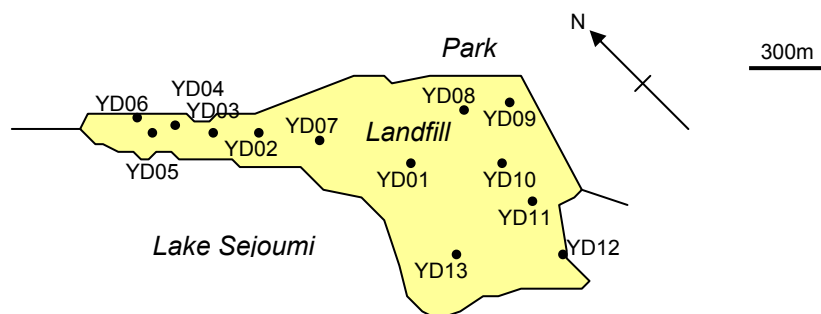 Park
N
300m
YD04
YD06
YD03
YD08
YD09
YD07
Landfill
YD02
YD05
YD01
YD10
YD11
Lake Sejoumi
YD12
YD13